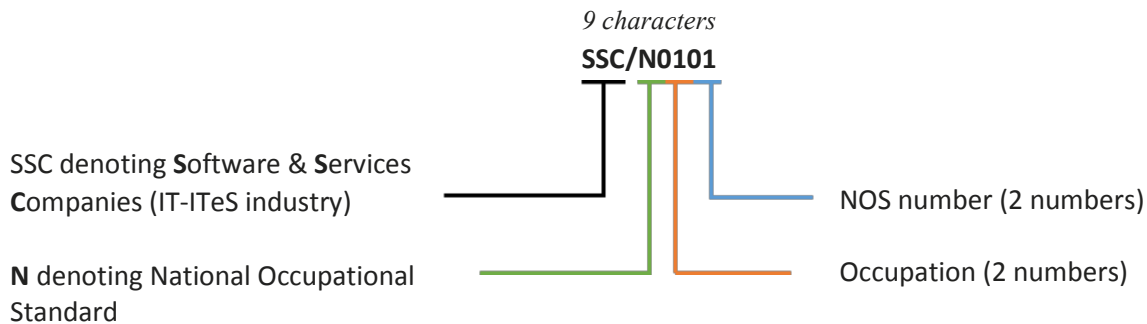 9 characters
SSC/N0101
SSC denoting Software & Services
Companies (IT-ITeS industry)
NOS number (2 numbers)
N denoting National Occupational
Standard
Occupation (2 numbers)